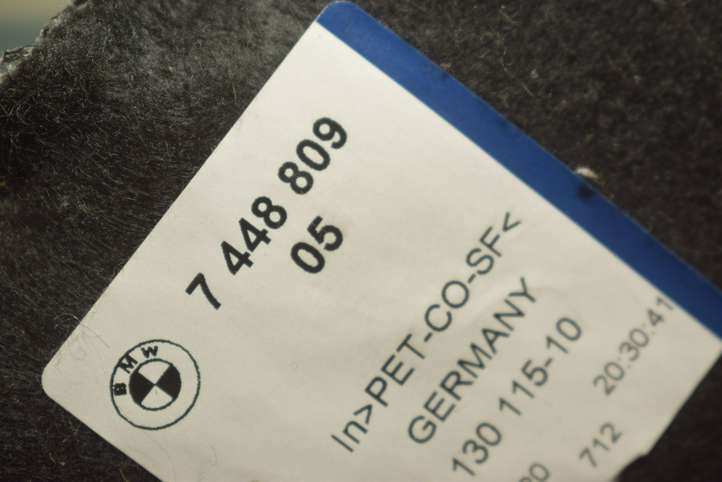 7 448 809
05
BMW
In>PET-CO-SF<
GERMANY
130 115-10
20:30:41
712